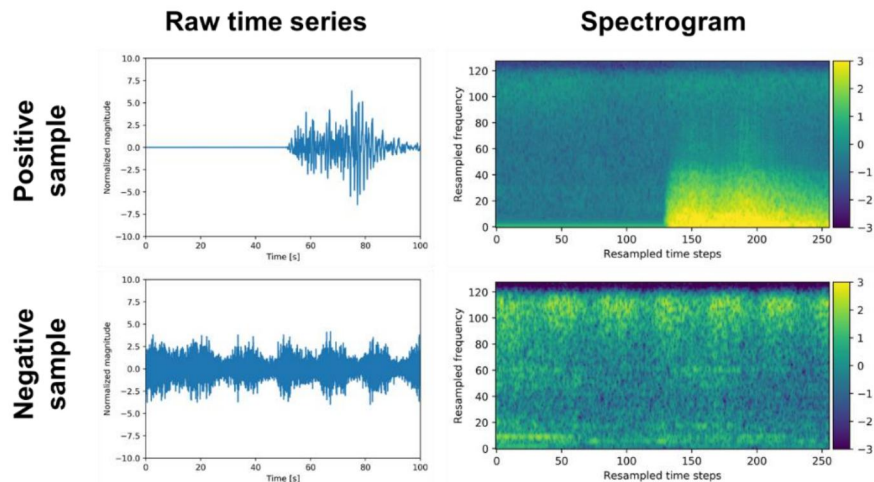 Raw time series
Spectrogram
Positive
sample
Normalized magnitude
10.0
7.5
5.0
2.5
0.0
−2.5
−5.0
−7.5
−10.0
0 20 40 60 80 100
Time [s]
Resampled frequency
120
100
80
60
40
20
0
0 50 100 150 200 250
Resampled time steps
3
2
1
0
−1
−2
−3
Negative
sample
Normalized magnitude
10.0
7.5
5.0
2.5
0.0
−2.5
−5.0
−7.5
−10.0
0 20 40 60 80 100
Time [s]
Resampled frequency
120
100
80
60
40
20
0
0 50 100 150 200 250
Resampled time steps
3
2
1
0
−1
−2
−3